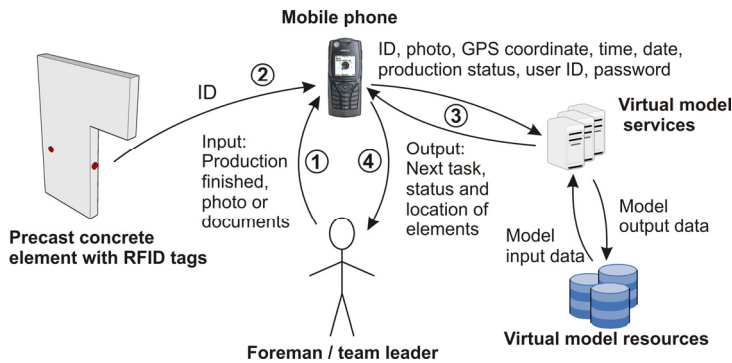 Mobile phone
ID, photo, GPS coordinate, time, date,
production status, user ID, password
2
ID
3
Virtual model
services
Input:
Production
finished,
photo or
documents
1
4
Output:
Next task,
status and
location of
elements
Precast concrete
element with RFID tags
Model
input data
Model
output data
Virtual model resources
Foreman / team leader